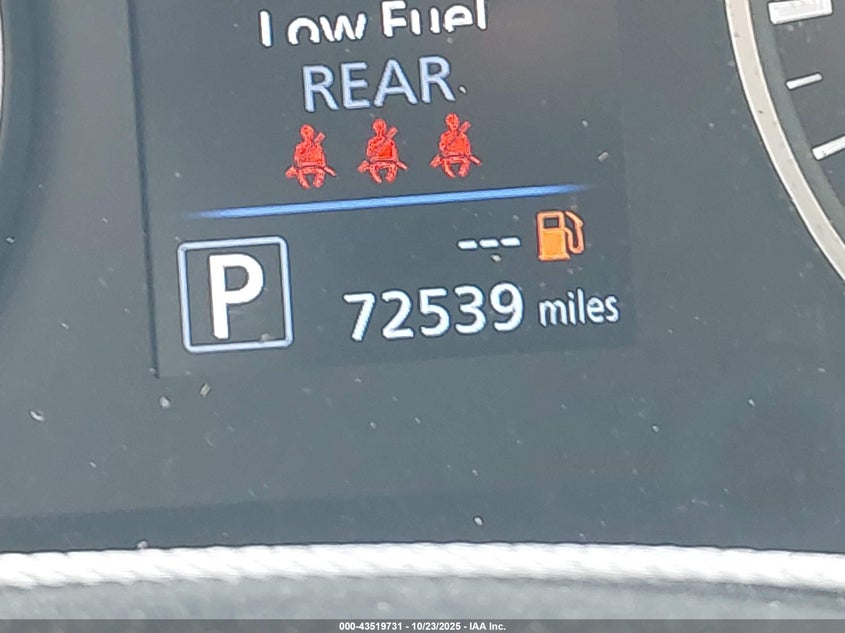 Low Fuel
REAR
---
P
72539 miles
000-43519731 - 10/23/2025 - IAA Inc.